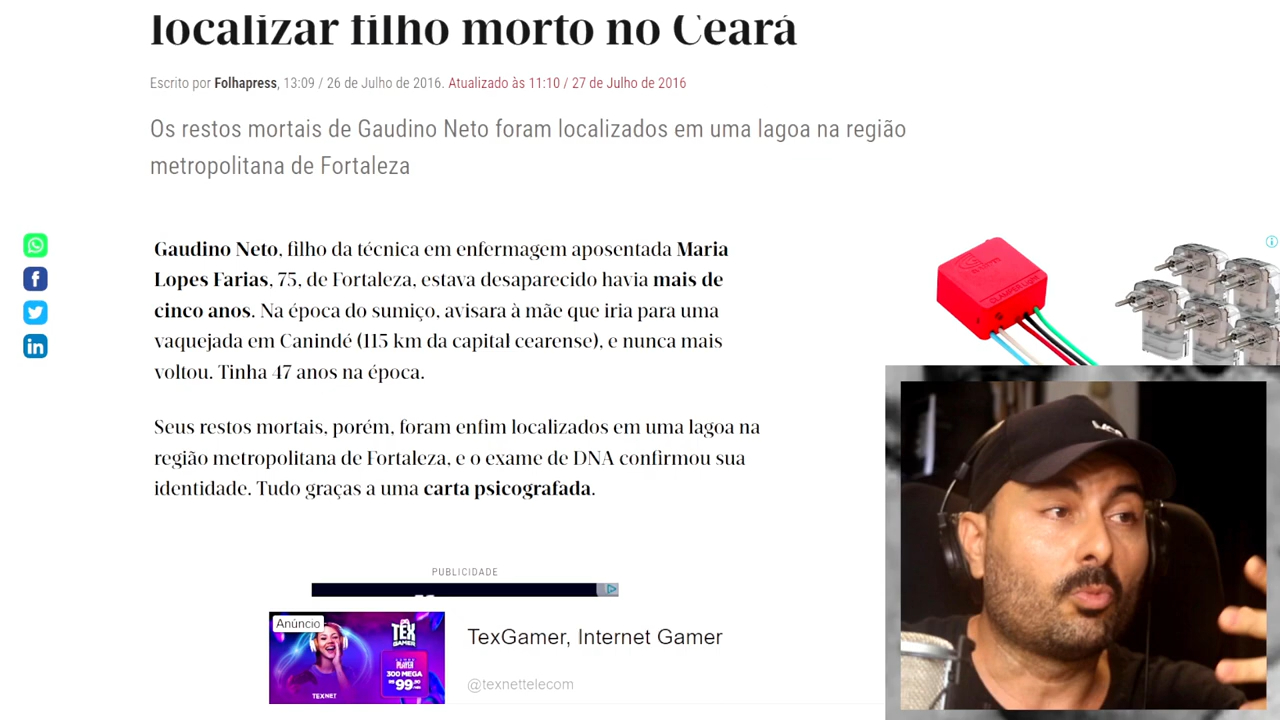 localizar filho morto no Ceará
Escrito por Folhapress, 13:09 / 26 de Julho de 2016. Atualizado às 11:10 / 27 de Julho de 2016
Os restos mortais de Gaudino Neto foram localizados em uma lagoa na região
metropolitana de Fortaleza
Gaudino Neto, filho da técnica em enfermagem aposentada Maria
Lopes Farias, 75, de Fortaleza, estava desaparecido havia mais de
cinco anos. Na época do sumiço, avisara à mãe que iria para uma
vaquejada em Canindé (115 km da capital cearense), e nunca mais
voltou. Tinha 47 anos na época.
Seus restos mortais, porém, foram enfim localizados em uma lagoa na
região metropolitana de Fortaleza, e o exame de DNA confirmou sua
identidade. Tudo graças a uma carta psicografada.
PUBLICIDADE
Anúncio
TEX
GAMER
300 MEGA
R$ 99
TEXNET
TexGamer, Internet Gamer
@texnettelecom